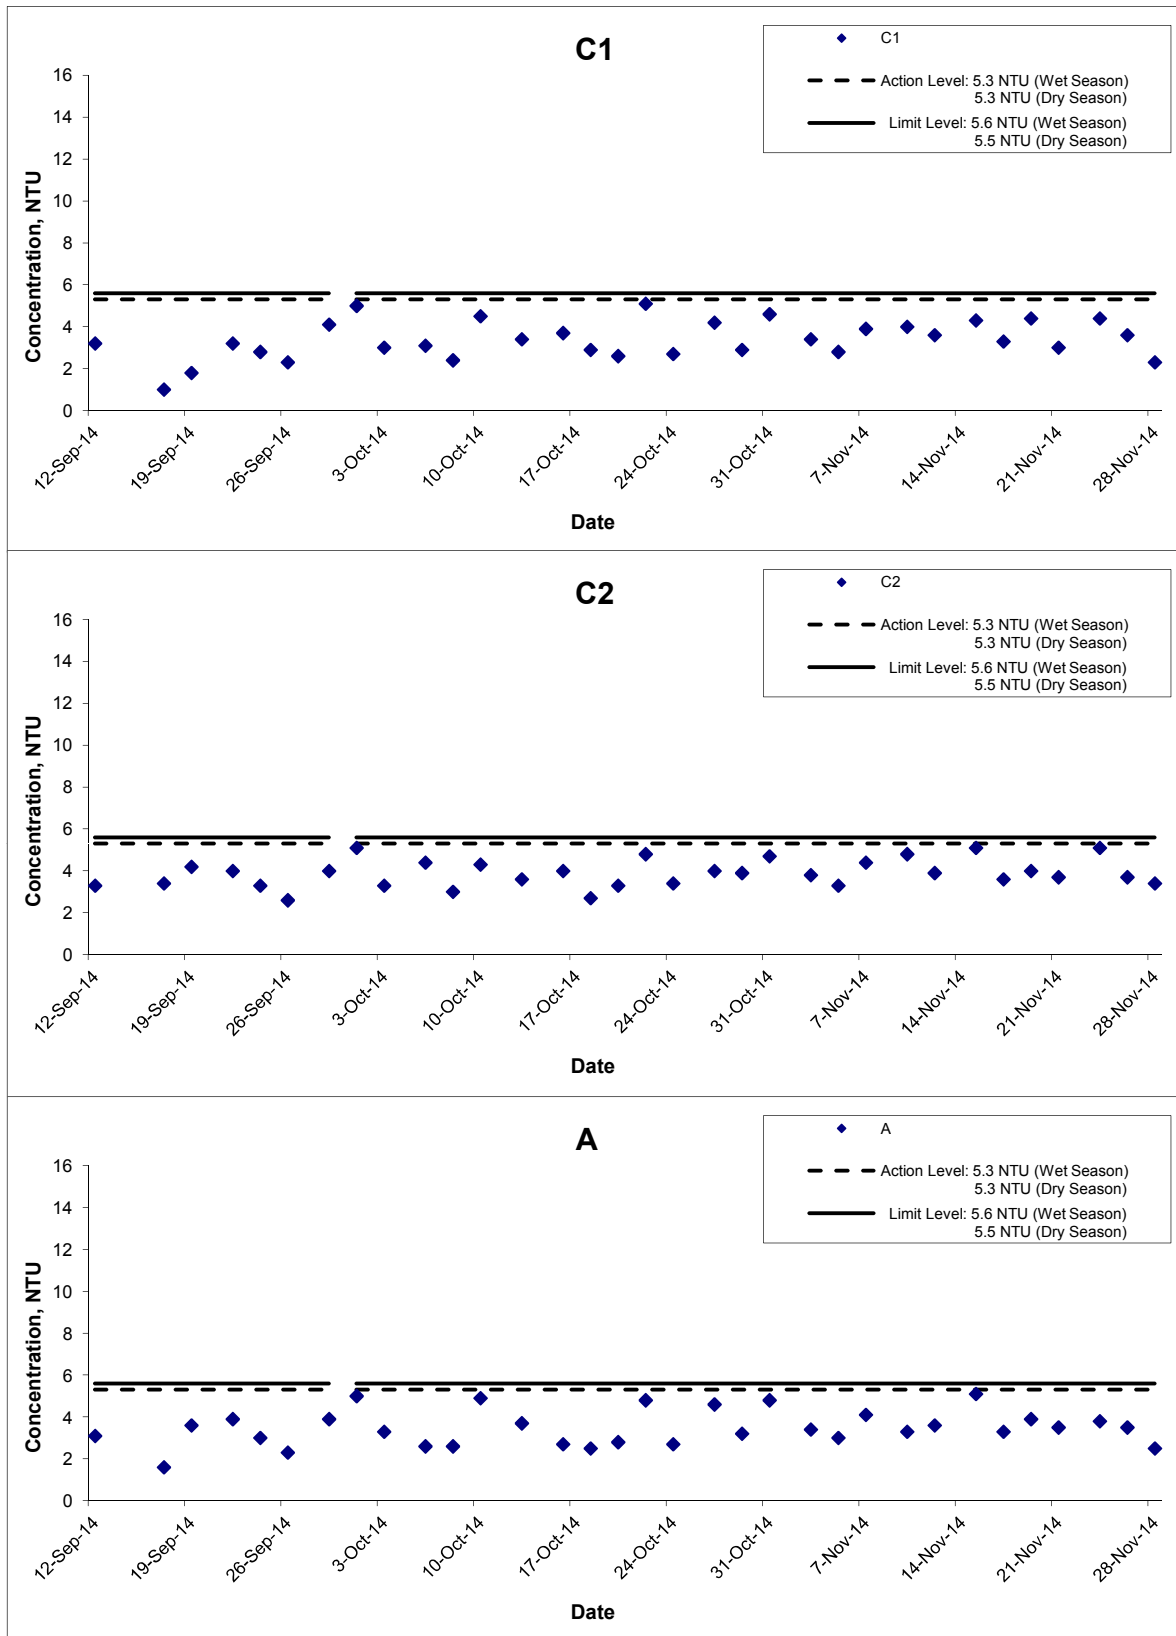 C1
C1
Action Level: 5.3 NTU (Wet Season)
5.3 NTU (Dry Season)
Limit Level: 5.6 NTU (Wet Season)
5.5 NTU (Dry Season)
Concentration, NTU
16
14
12
10
8
6
4
2
0
12-Sep-14
19-Sep-14
26-Sep-14
3-Oct-14
10-Oct-14
17-Oct-14
24-Oct-14
31-Oct-14
7-Nov-14
14-Nov-14
21-Nov-14
28-Nov-14
Date
C2
C2
Action Level: 5.3 NTU (Wet Season)
5.3 NTU (Dry Season)
Limit Level: 5.6 NTU (Wet Season)
5.5 NTU (Dry Season)
Concentration, NTU
16
14
12
10
8
6
4
2
0
12-Sep-14
19-Sep-14
26-Sep-14
3-Oct-14
10-Oct-14
17-Oct-14
24-Oct-14
31-Oct-14
7-Nov-14
14-Nov-14
21-Nov-14
28-Nov-14
Date
A
A
Action Level: 5.3 NTU (Wet Season)
5.3 NTU (Dry Season)
Limit Level: 5.6 NTU (Wet Season)
5.5 NTU (Dry Season)
Concentration, NTU
16
14
12
10
8
6
4
2
0
12-Sep-14
19-Sep-14
26-Sep-14
3-Oct-14
10-Oct-14
17-Oct-14
24-Oct-14
31-Oct-14
7-Nov-14
14-Nov-14
21-Nov-14
28-Nov-14
Date